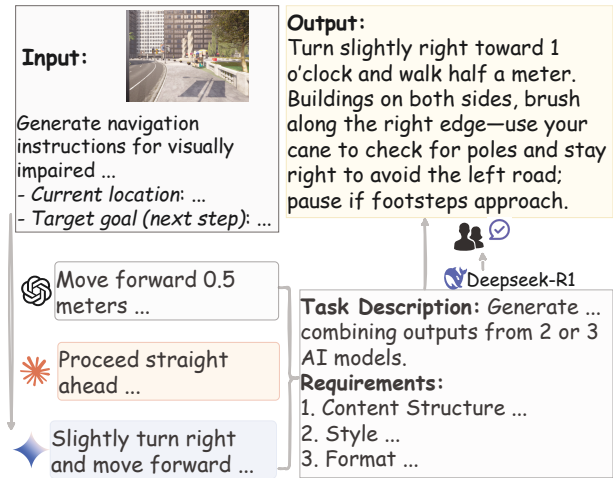 Input:
Generate navigation
instructions for visually
impaired ...
- Current location: ...
- Target goal (next step): ...
Output:
Turn slightly right toward 1
o'clock and walk half a meter.
Buildings on both sides, brush
along the right edge—use your
cane to check for poles and stay
right to avoid the left road;
pause if footsteps approach.
Move forward 0.5
meters ...
Proceed straight
ahead ...
Slightly turn right
and move forward ...
Deepseek-R1
Task Description: Generate ...
combining outputs from 2 or 3
AI models.
Requirements:
1. Content Structure ...
2. Style ...
3. Format ...